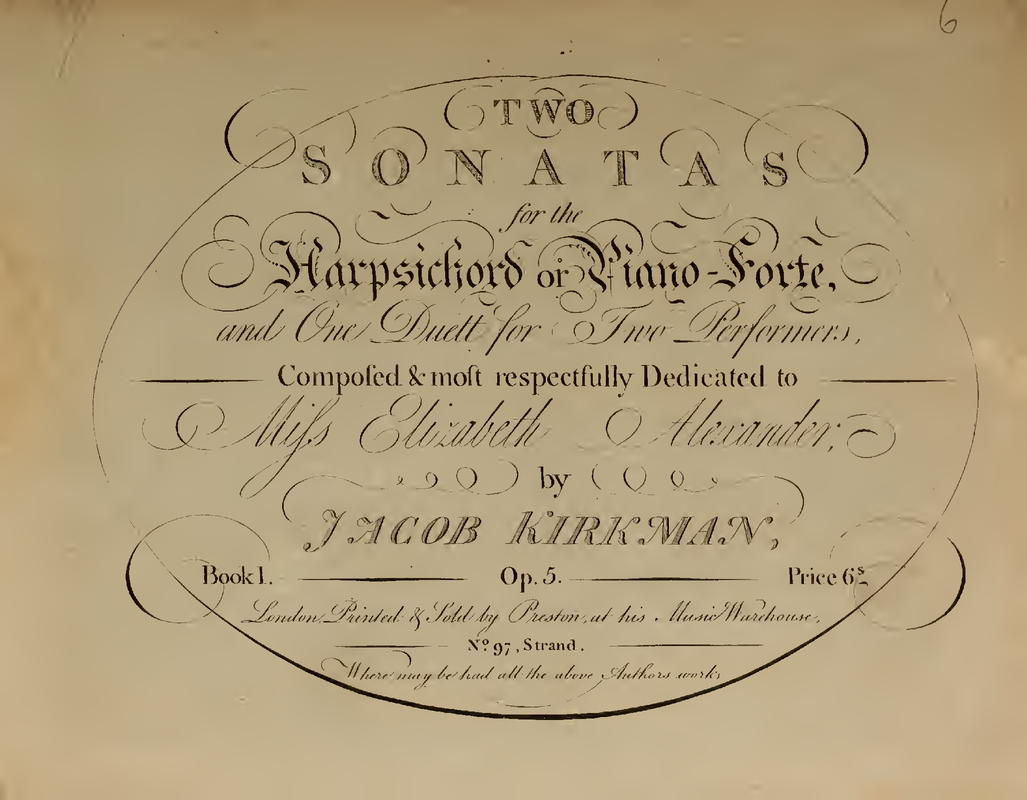 6
TWO
SONATAS
for the
Harpsichord or Piano-Forte,
and One Duett for Two Performers,
Compoſed & moſt respectfully Dedicated to
Miſs Elizabeth Alexander,
by
JACOB KIRKMAN,
Book 1. Op. 5. Price 6s.
London, Printed & Sold by Preston, at his Music Warehouse,
No. 97, Strand.
Where may be had all the above Authors works